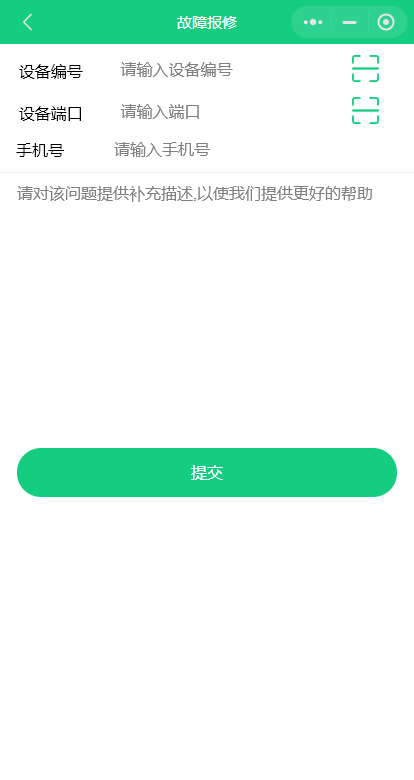 故障报修
设备编号 请输入设备编号
设备端口 请输入端口
手机号 请输入手机号
请对该问题提供补充描述,以使我们提供更好的帮助
提交